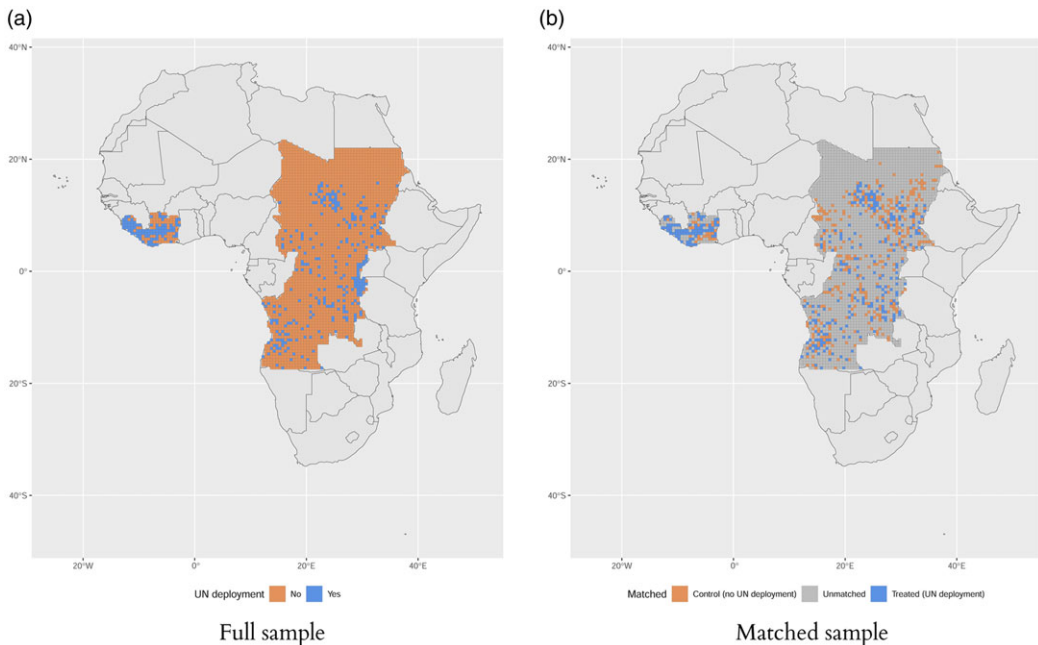 (a)
(b)
40°N
20°N
0°
20°S
40°S
20°W 0° 20°E 40°E
UN deployment No Yes
Full sample
40°N
20°N
0°
20°S
40°S
20°W 0° 20°E 40°E
Matched Control (no UN deployment) Unmatched Treated (UN deployment)
Matched sample